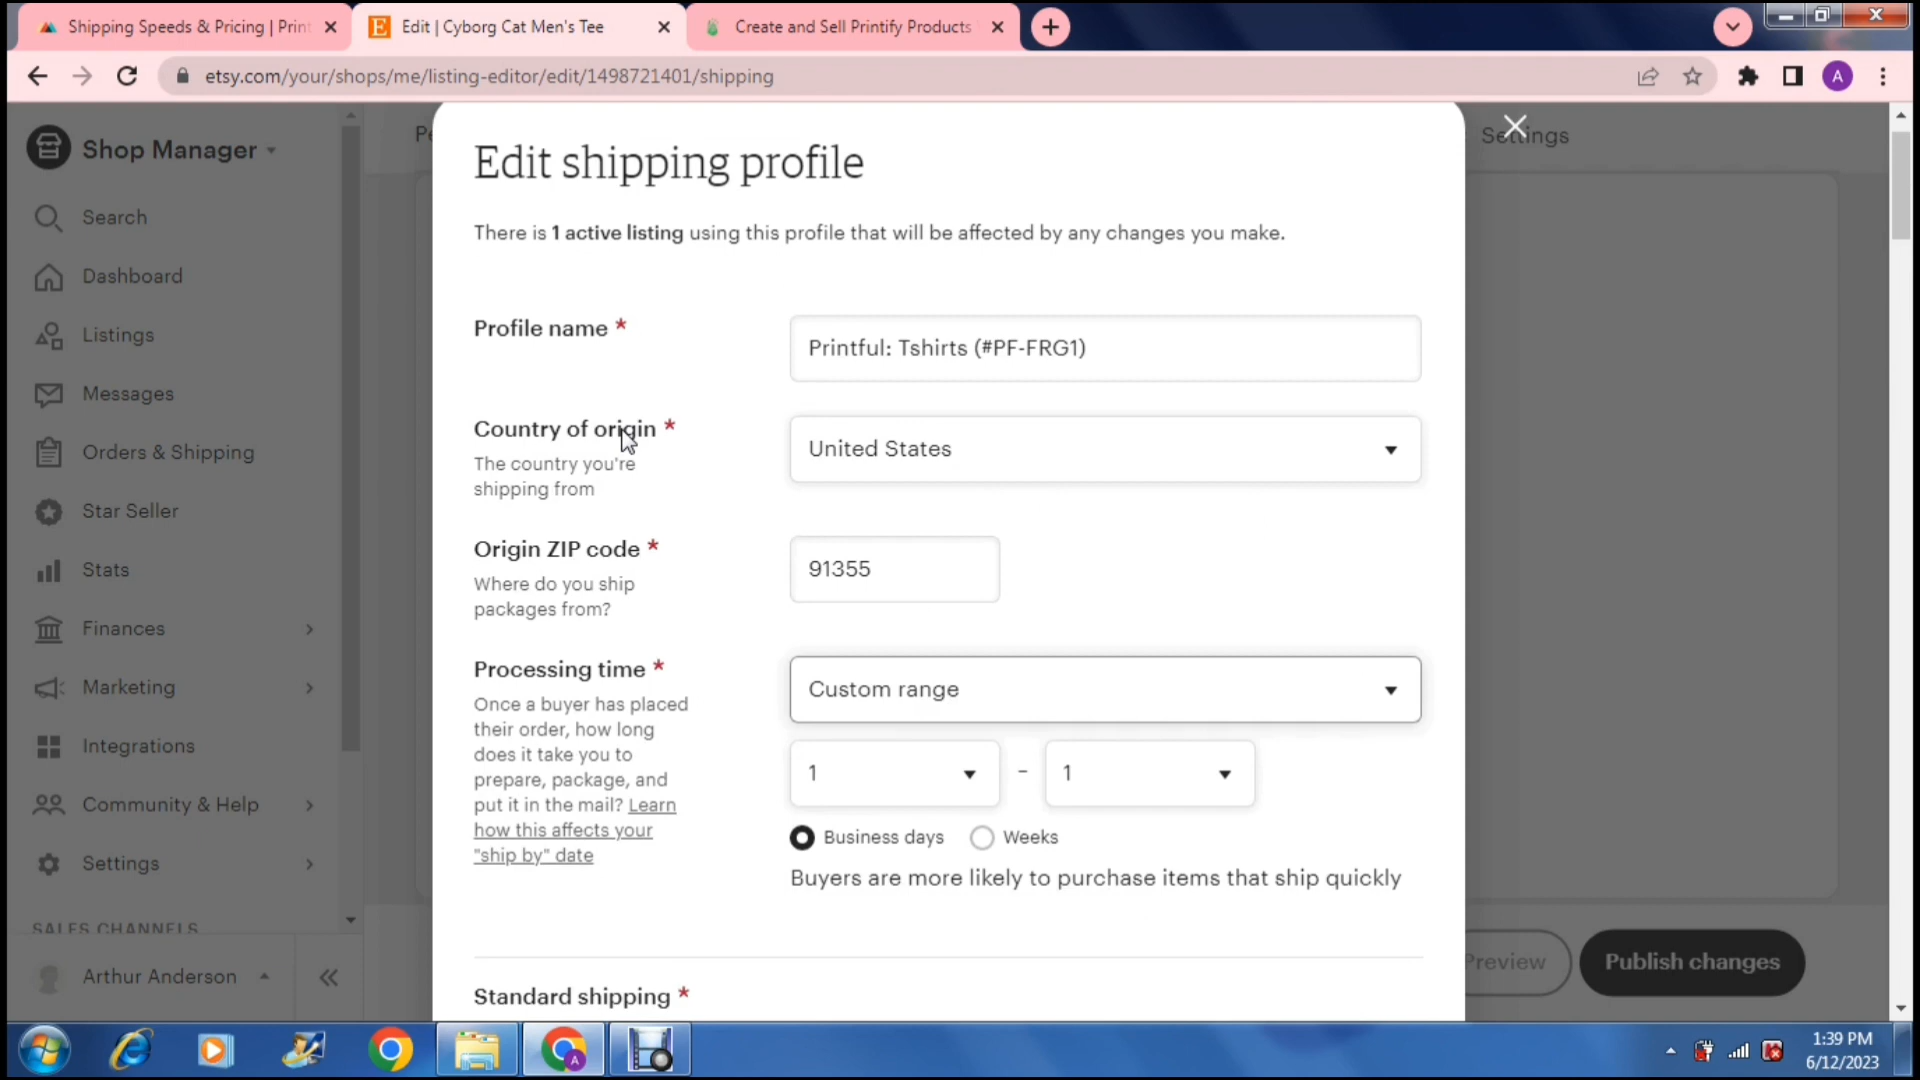 Shipping Speeds & Pricing | Print
Edit | Cyborg Cat Men's Tee
Create and Sell Printify Products
etsy.com/your/shops/me/listing-editor/edit/1498721401/shipping
A
Shop Manager
Search
Dashboard
Listings
Messages
Orders & Shipping
Star Seller
Stats
Finances
Marketing
Integrations
Community & Help
Settings
SALES CHANNELS
Arthur Anderson
Settings
Edit shipping profile
There is 1 active listing using this profile that will be affected by any changes you make.
Profile name *
Printful: Tshirts (#PF-FRG1)
Country of origin *
The country you're
shipping from
United States
Origin ZIP code *
Where do you ship
packages from?
91355
Processing time *
Once a buyer has placed
their order, how long
does it take you to
prepare, package, and
put it in the mail? Learn
how this affects your
"ship by" date
Custom range
1 - 1
Business days Weeks
Buyers are more likely to purchase items that ship quickly
Standard shipping *
Preview
Publish changes
1:39 PM
6/12/2023